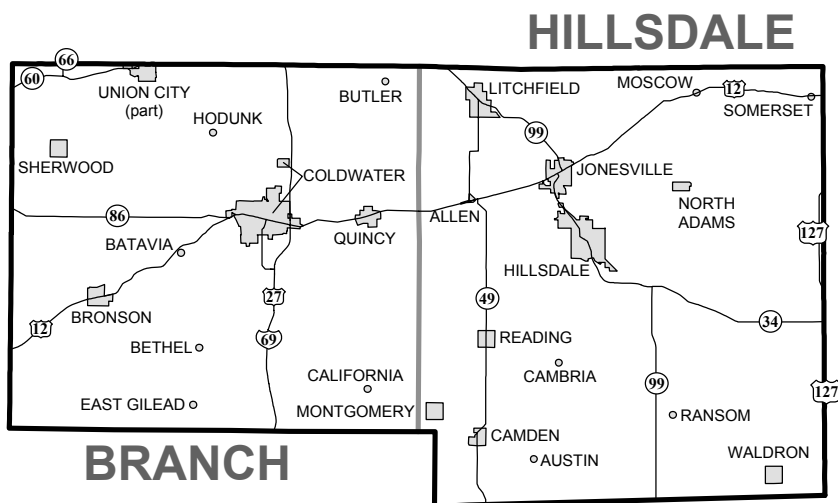 HILLSDALE
66
60
UNION CITY
(part)
BUTLER
LITCHFIELD
MOSCOW
12
SOMERSET
HODUNK
99
SHERWOOD
COLDWATER
JONESVILLE
NORTH
ADAMS
86
ALLEN
QUINCY
127
BATAVIA
HILLSDALE
27
49
BRONSON
12
34
69
READING
BETHEL
CAMBRIA
CALIFORNIA
99
127
EAST GILEAD
MONTGOMERY
RANSOM
CAMDEN
BRANCH
AUSTIN
WALDRON